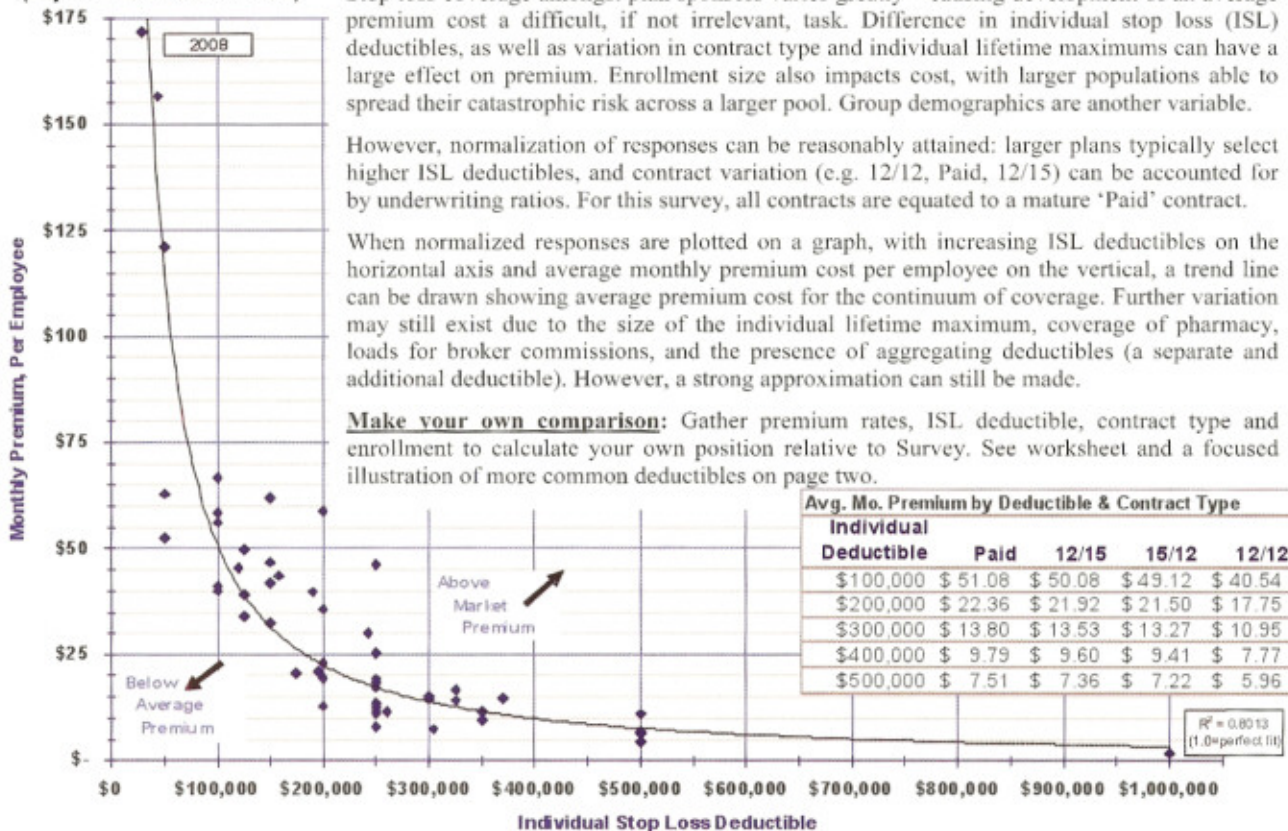 premium cost a difficult, if not irrelevant, task. Difference in individual stop loss (ISL)
deductibles, as well as variation in contract type and individual lifetime maximums can have a
large effect on premium. Enrollment size also impacts cost, with larger populations able to
spread their catastrophic risk across a larger pool. Group demographics are another variable.
However, normalization of responses can be reasonably attained: larger plans typically select
higher ISL deductibles, and contract variation (e.g. 12/12, Paid, 12/15) can be accounted for
by underwriting ratios. For this survey, all contracts are equated to a mature 'Paid' contract.
When normalized responses are plotted on a graph, with increasing ISL deductibles on the
horizontal axis and average monthly premium cost per employee on the vertical, a trend line
can be drawn showing average premium cost for the continuum of coverage. Further variation
may still exist due to the size of the individual lifetime maximum, coverage of pharmacy,
loads for broker commissions, and the presence of aggregating deductibles (a separate and
additional deductible). However, a strong approximation can still be made.
Make your own comparison: Gather premium rates, ISL deductible, contract type and
enrollment to calculate your own position relative to Survey. See worksheet and a focused
illustration of more common deductibles on page two.
2008
Monthly Premium, Per Employee
$175
$150
$125
$100
$75
$50
$25
$-
Above
Market
Premium
Below
Average
Premium
Avg. Mo. Premium by Deductible & Contract Type
Individual
Deductible Paid 12/15 15/12 12/12
$100,000 $ 51.08 $ 50.08 $ 49.12 $ 40.54
$200,000 $ 22.36 $ 21.92 $ 21.50 $ 17.75
$300,000 $ 13.80 $ 13.53 $ 13.27 $ 10.95
$400,000 $ 9.79 $ 9.60 $ 9.41 $ 7.77
$500,000 $ 7.51 $ 7.36 $ 7.22 $ 5.96
R² = 0.8013
(1.0=perfect fit)
$0 $100,000 $200,000 $300,000 $400,000 $500,000 $600,000 $700,000 $800,000 $900,000 $1,000,000
Individual Stop Loss Deductible